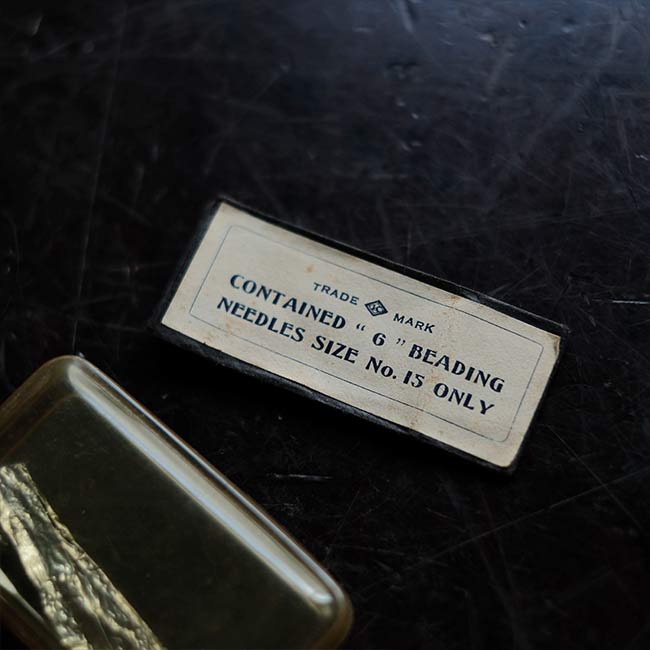 TRADE MARK
CONTAINED “ 6 ” BEADING
NEEDLES SIZE No. 15 ONLY